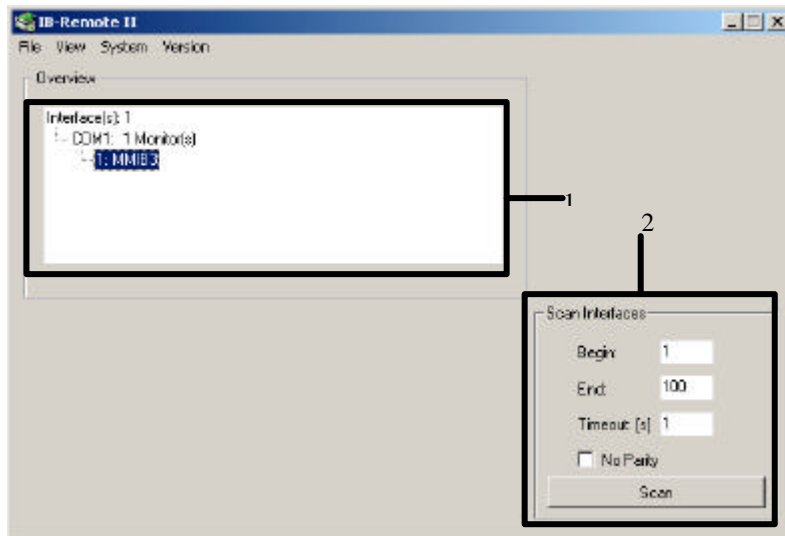 IB-Remote II
File View System Version
Overview
Interface(s): 1
COM1: 1 Monitor(s)
1: MMIB3
1
2
Scan Interfaces
Begin: 1
End: 100
Timeout: [s] 1
No Parity
Scan